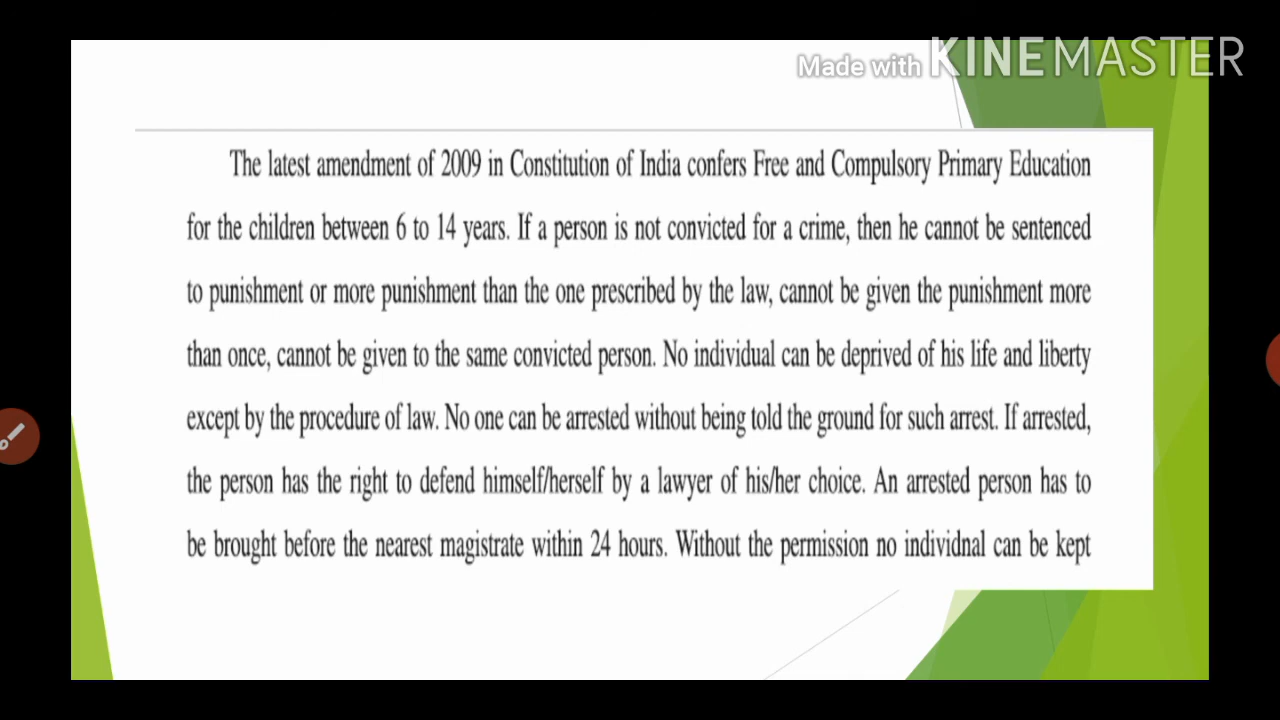 Made with KINEMASTER
The latest amendment of 2009 in Constitution of India confers Free and Compulsory Primary Education
for the children between 6 to 14 years. If a person is not convicted for a crime, then he cannot be sentenced
to punishment or more punishment than the one prescribed by the law, cannot be given the punishment more
than once, cannot be given to the same convicted person. No individual can be deprived of his life and liberty
except by the procedure of law. No one can be arrested without being told the ground for such arrest. If arrested,
the person has the right to defend himself/herself by a lawyer of his/her choice. An arrested person has to
be brought before the nearest magistrate within 24 hours. Without the permission no individnal can be kept